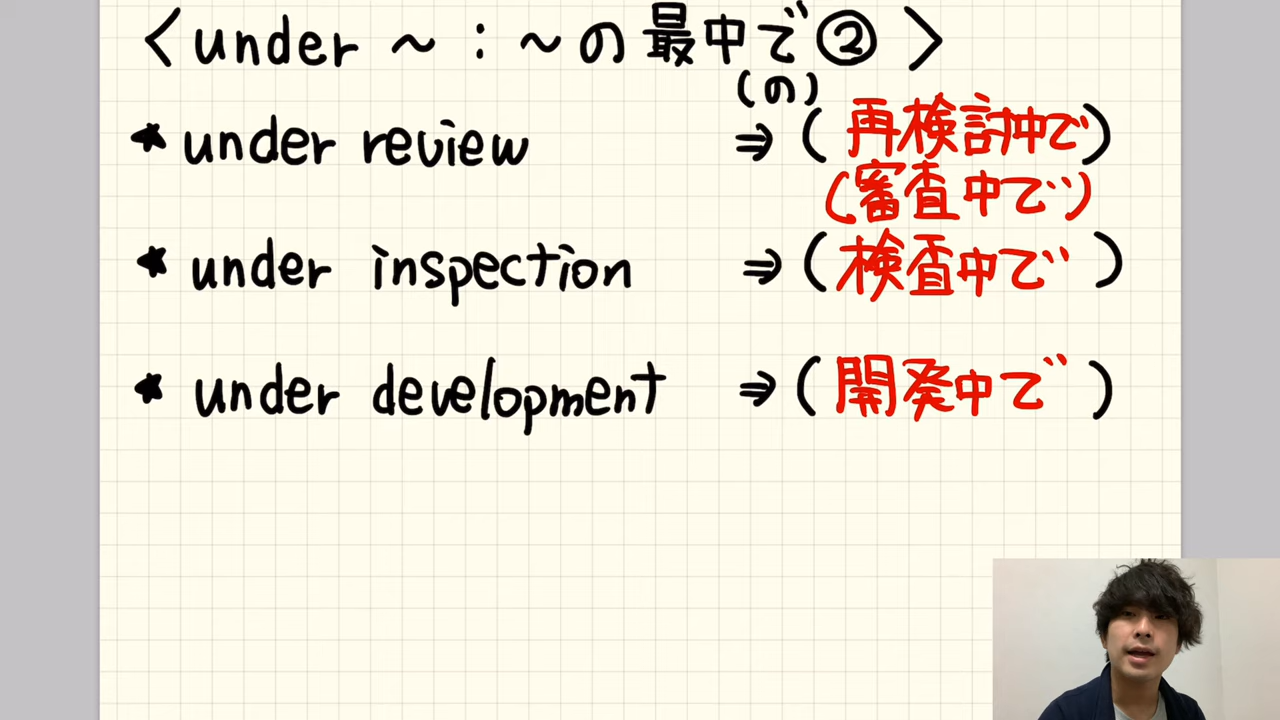 〈 under ～ : ～の最中で② 〉
(の)
★ under review ⇒ (再検討中で)
(審査中で)
★ under inspection ⇒ (検査中で )
★ under development ⇒ (開発中で )